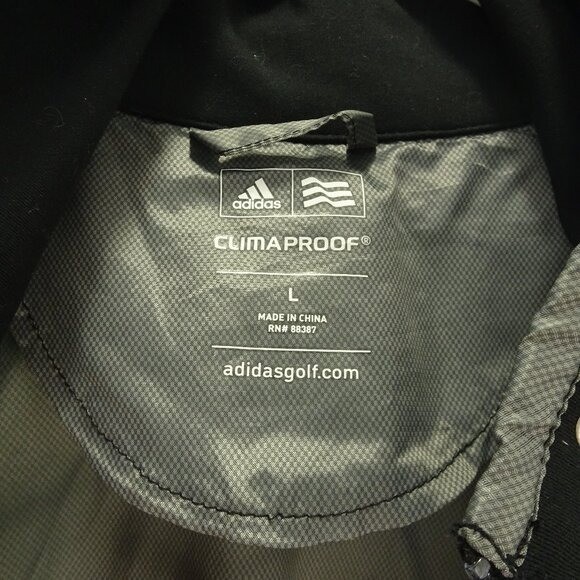 adidas
CLIMAPROOF®
L
MADE IN CHINA
RN# 88387
adidasgolf.com